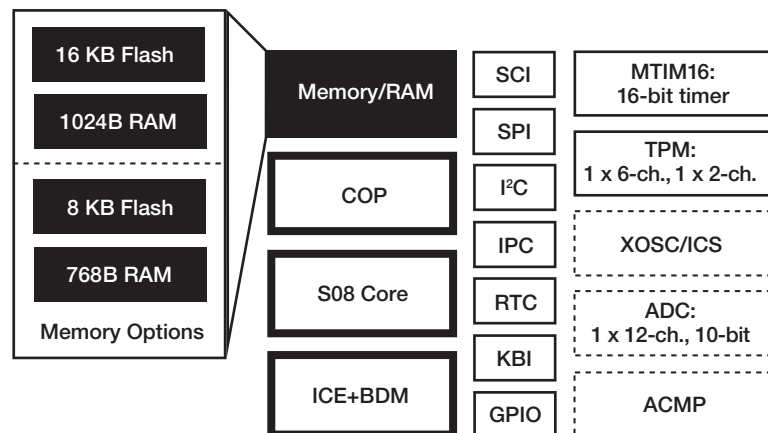 16 KB Flash
1024B RAM
8 KB Flash
768B RAM
Memory Options
Memory/RAM
COP
S08 Core
ICE+BDM
SCI
SPI
I²C
IPC
RTC
KBI
GPIO
MTIM16:
16-bit timer
TPM:
1 x 6-ch., 1 x 2-ch.
XOSC/ICS
ADC:
1 x 12-ch., 10-bit
ACMP